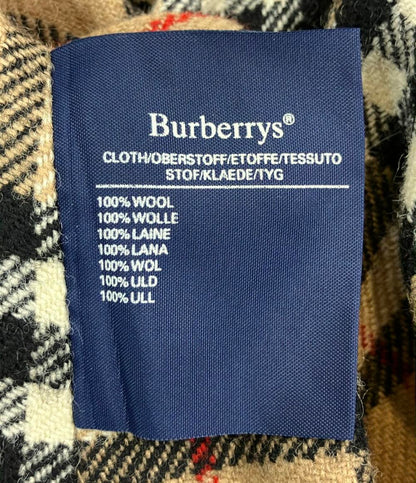 Burberrys®
CLOTH/OBERSTOFF/ETOFFE/TESSUTO
STOF/KLAEDE/TYG
100% WOOL
100% WOLLE
100% LAINE
100% LANA
100% WOL
100% ULD
100% ULL